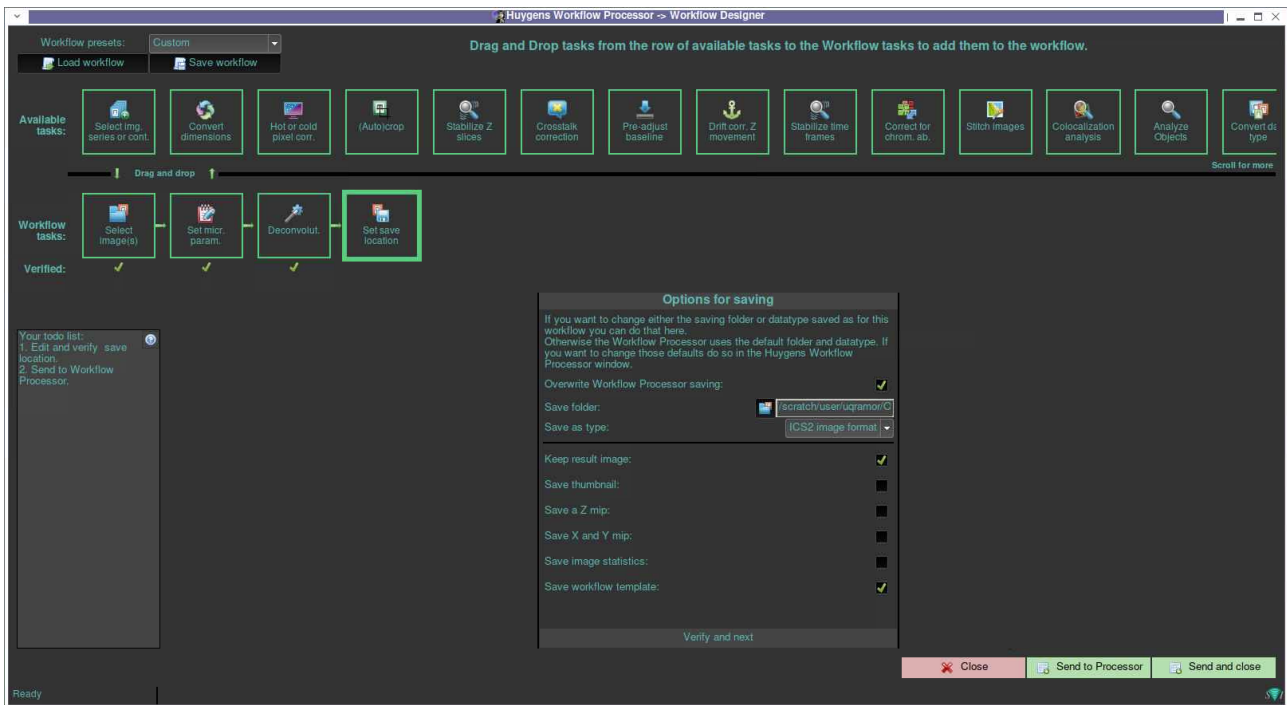 Huygens Workflow Processor -> Workflow Designer
Workflow presets:
Custom
Drag and Drop tasks from the row of available tasks to the Workflow tasks to add them to the workflow.
Load workflow
Save workflow
Available
tasks:
Select img.
series or cont.
Convert
dimensions
Hot or cold
pixel corr.
(Auto)crop
Stabilize Z
slices
Crosstalk
correction
Pre-adjust
baseline
Drift corr. Z
movement
Stabilize time
frames
Correct for
chrom. ab.
Stitch Images
Colocalization
analysis
Analyze
Objects
Convert da
type
Drag and drop
Scroll for more
Workflow
tasks:
Select
image(s)
Set micr.
param.
Deconvolut.
Set save
location
Verified:
Your todo list:
1. Edit and verify save
location.
2. Send to Workflow
Processor.
Options for saving
If you want to change either the saving folder or datatype saved as for this
workflow you can do that here.
Otherwise the Workflow Processor uses the default folder and datatype. If
you want to change those defaults do so in the Huygens Workflow
Processor window.
Overwrite Workflow Processor saving:
Save folder:
/scratch/user/uqramor/C
Save as type:
ICS2 image format
Keep result image:
Save thumbnail:
Save a Z mip:
Save X and Y mip:
Save image statistics:
Save workflow template:
Verify and next
Close
Send to Processor
Send and close
Ready
SVI